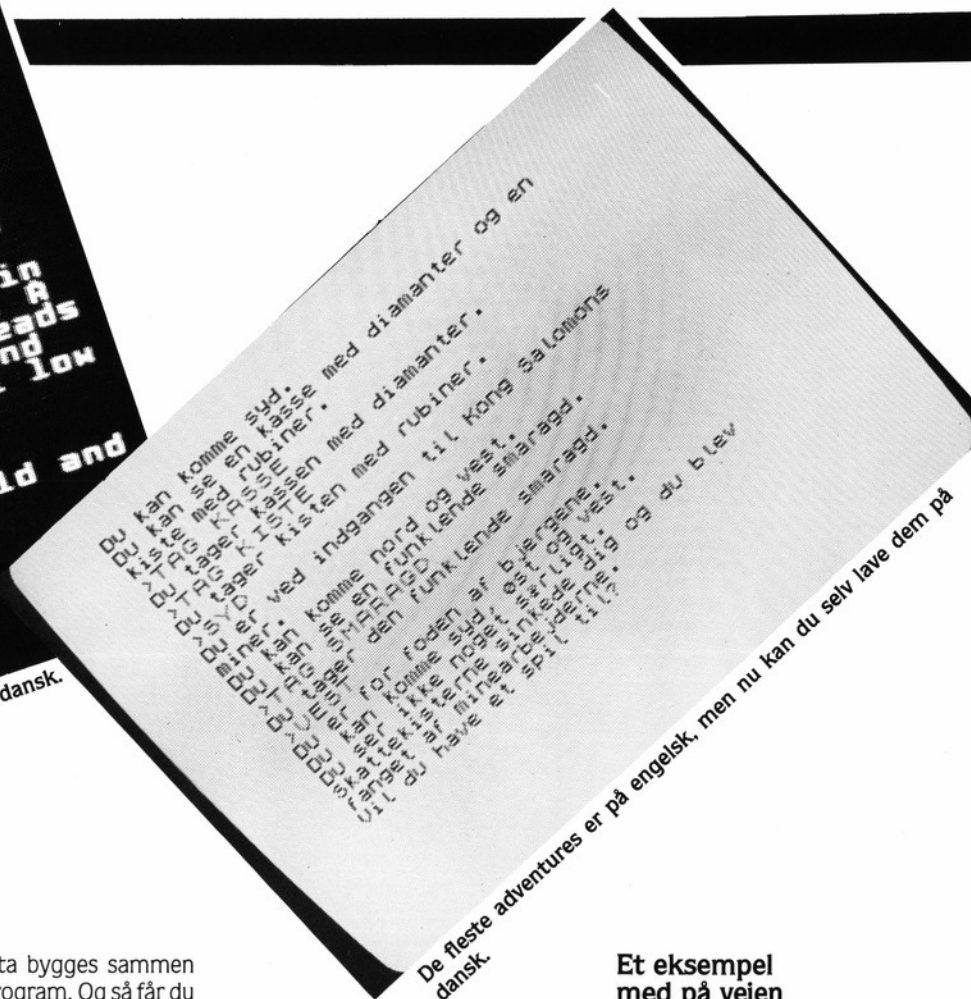 in
A
eads
nd
low
ld and
dansk.
Du kan komme syd.
Du kan se en kasse med diamanter og en
kiste med rubiner.
>TAG KASSE
Du tager kassen med diamanter.
>TAG KISTE
Du tager kisten med rubiner.
>SYD
Du er ved indgangen til Kong Salomons
miner.
Du kan komme nord og vest.
Du kan se en funklende smaragd.
>TAG SMARAGD
Du tager den funklende smaragd.
>VEST
Du er for foden af bjergene.
Du kan komme syd, øst og vest.
Du ser ikke noget særligt.
Skattekisterne sinkede dig og du blev
fanget af minearbejderne.
Vil du have et spil til?
De fleste adventures er på engelsk, men nu kan du selv lave dem på
dansk.
ta bygges sammen
rogram. Og så får du
Et eksempel
med på vejen